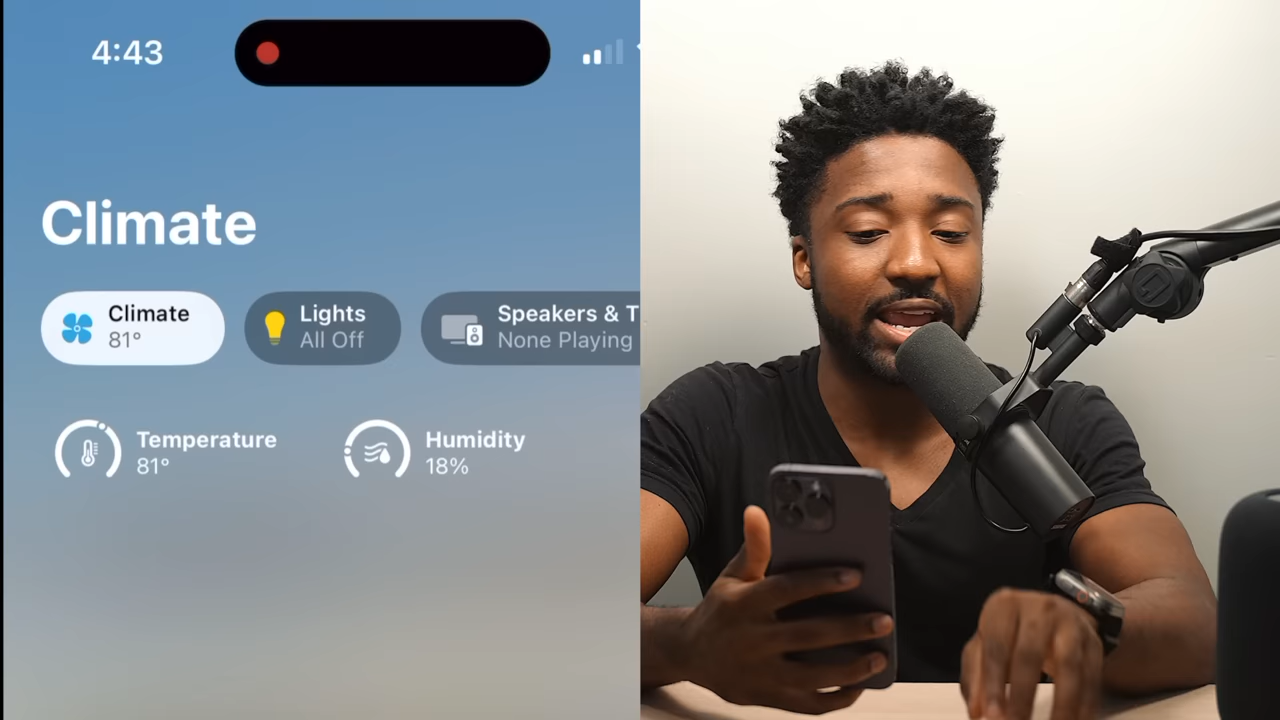 4:43
Climate
Climate
81°
Lights
All Off
Speakers & T
None Playing
Temperature
81°
Humidity
18%